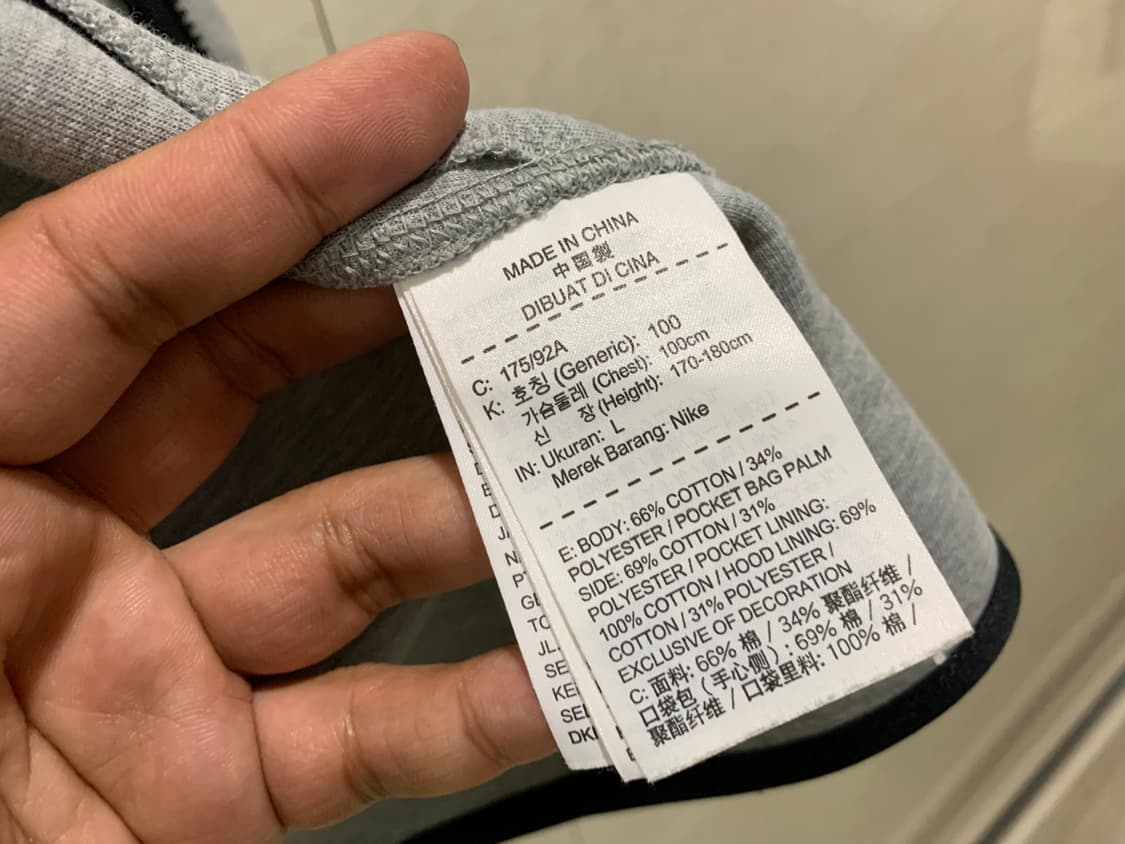 MADE IN CHINA
中国製
DIBUAT DI CINA
C: 175/92A
K: 호칭 (Generic): 100
가슴둘레 (Chest): 100cm
신 장 (Height): 170-180cm
IN: Ukuran: L
Merek Barang: Nike
E: BODY: 66% COTTON / 34%
POLYESTER / POCKET BAG PALM
SIDE: 69% COTTON / 31%
POLYESTER / POCKET LINING:
100% COTTON / HOOD LINING: 69%
COTTON / 31% POLYESTER /
EXCLUSIVE OF DECORATION
C: 面料: 66% 棉 / 34% 聚酯纤维 /
口袋包（手心侧）: 69% 棉 / 31%
聚酯纤维 / 口袋里料: 100% 棉 /